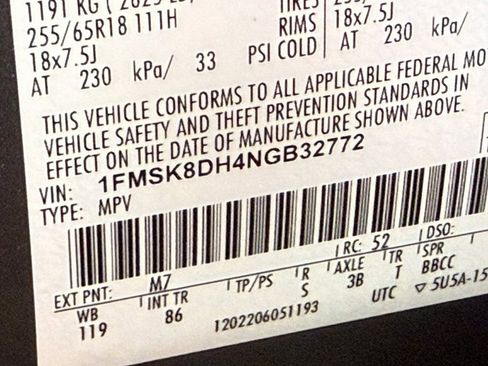 1191 KG (
TIRES
255/65R18 111H
RIMS 18x7.5J
18x7.5J
PSI COLD
AT 230 kPa/ 33
AT 230 kPa/
THIS VEHICLE CONFORMS TO ALL APPLICABLE FEDERAL MO
VEHICLE SAFETY AND THEFT PREVENTION STANDARDS IN
EFFECT ON THE DATE OF MANUFACTURE SHOWN ABOVE.
VIN: 1FMSK8DH4NGB32772
TYPE: MPV
EXT PNT: M7 RC: 52 DSO:
WB INT TR TP/PS R AXLE TR SPR
119 86 S 3B T BBCC
1202206051193 UTC ▽ 5U5A-15